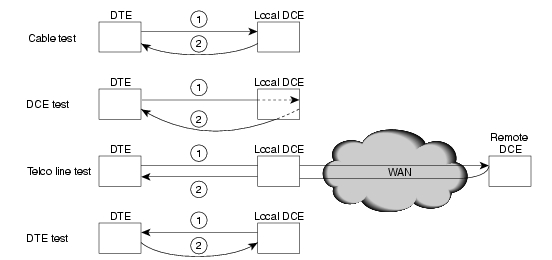 DTE
Local DCE
Cable test
1
2
DTE
Local DCE
DCE test
1
2
DTE
Local DCE
Remote
DCE
Telco line test
1
2
WAN
DTE
Local DCE
DTE test
1
2